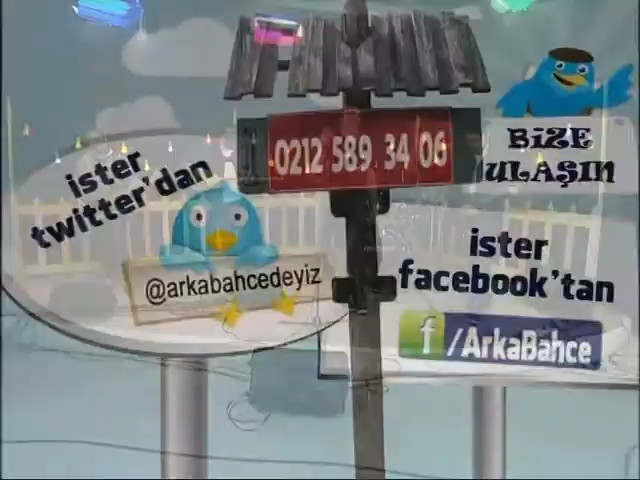 ister
twitter'dan
@arkabahcedeyiz
0212 589 34 06
BİZE
ULAŞIN
ister
facebook'tan
f /ArkaBahce